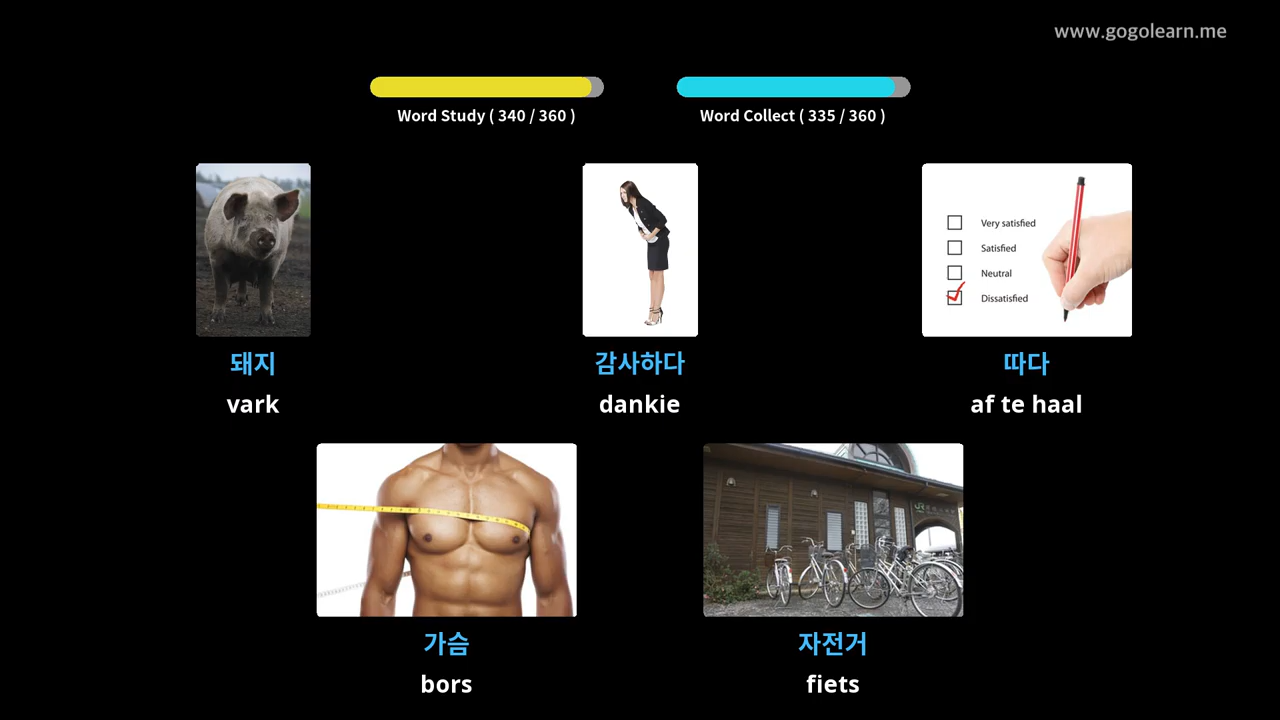 www.gogolearn.me
Word Study ( 340 / 360 )
Word Collect ( 335 / 360 )
Very satisfied
Satisfied
Neutral
Dissatisfied
돼지
감사하다
따다
vark
dankie
af te haal
가슴
자전거
bors
fiets